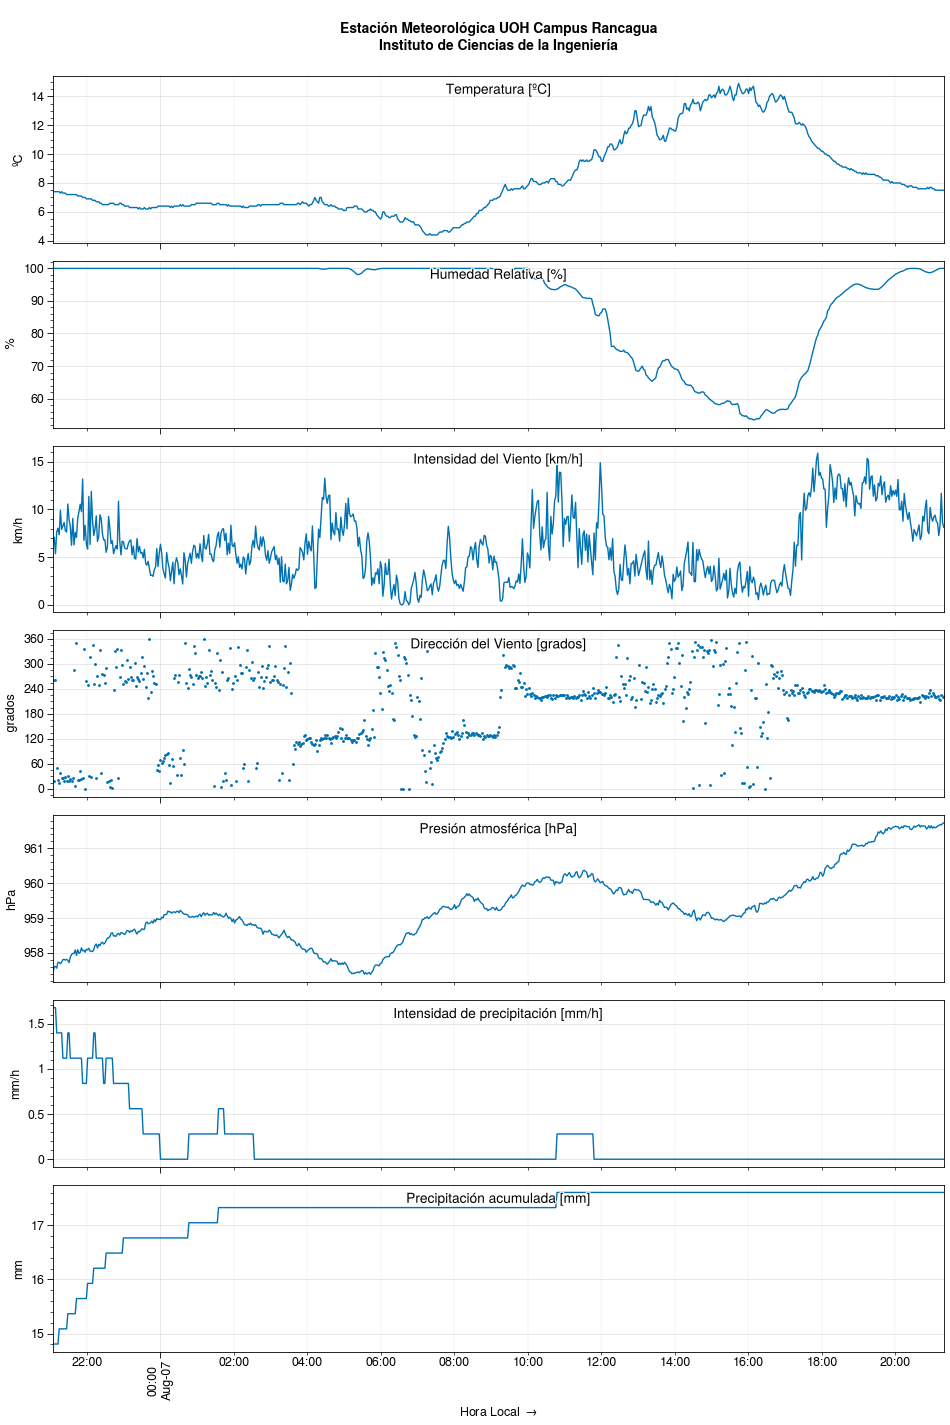 Estación Meteorológica UOH Campus Rancagua
Instituto de Ciencias de la Ingeniería
Temperatura [ºC]
ºC
14
12
10
8
6
4
Humedad Relativa [%]
%
100
90
80
70
60
Intensidad del Viento [km/h]
km/h
15
10
5
0
Dirección del Viento [grados]
grados
360
300
240
180
120
60
0
Presión atmosférica [hPa]
hPa
961
960
959
958
Intensidad de precipitación [mm/h]
mm/h
1.5
1
0.5
0
Precipitación acumulada [mm]
mm
17
16
15
22:00
00:00
Aug-07
02:00
04:00
06:00
08:00
10:00
12:00
14:00
16:00
18:00
20:00
Hora Local →